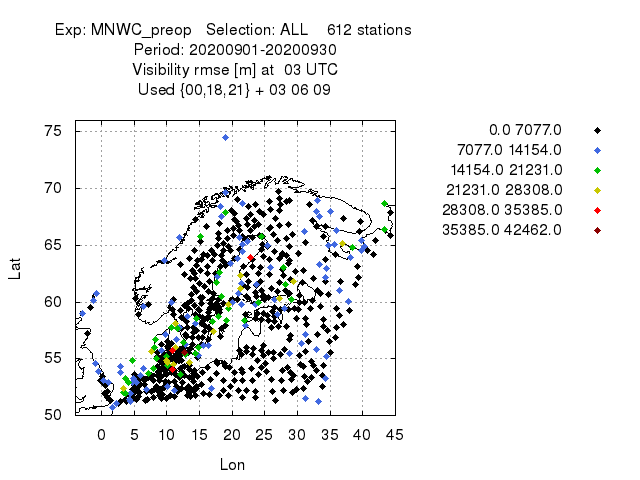 Exp: MNWC_preop   Selection: ALL    612 stations
Period: 20200901-20200930
Visibility rmse [m] at  03 UTC
Used {00,18,21} + 03 06 09
0.0 7077.0
7077.0 14154.0
14154.0 21231.0
21231.0 28308.0
28308.0 35385.0
35385.0 42462.0
75
70
65
60
55
50
Lat
0 5 10 15 20 25 30 35 40 45
Lon